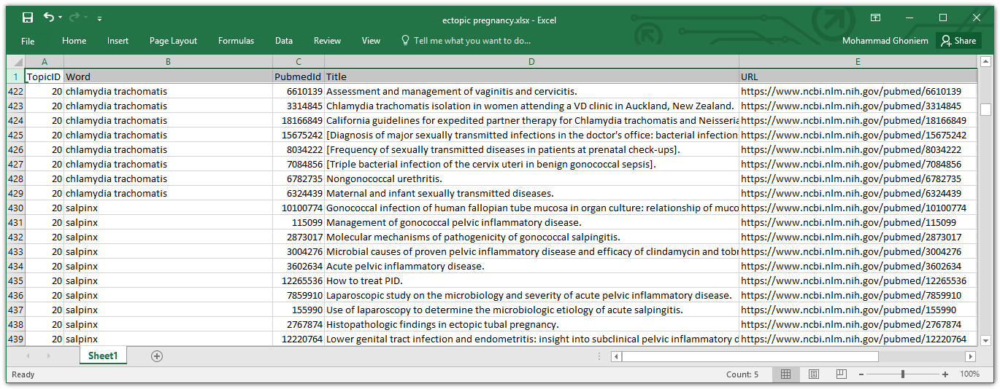 ectopic pregnancy.xlsx - Excel
File Home Insert Page Layout Formulas Data Review View Tell me what you want to do... Mohammad Ghoniem Share
A B C D E
1 TopicID Word PubmedId Title URL
422 20 chlamydia trachomatis 6610139 Assessment and management of vaginitis and cervicitis. https://www.ncbi.nlm.nih.gov/pubmed/6610139
423 20 chlamydia trachomatis 3314845 Chlamydia trachomatis isolation in women attending a VD clinic in Auckland, New Zealand. https://www.ncbi.nlm.nih.gov/pubmed/3314845
424 20 chlamydia trachomatis 18166849 California guidelines for expedited partner therapy for Chlamydia trachomatis and Neisseria https://www.ncbi.nlm.nih.gov/pubmed/18166849
425 20 chlamydia trachomatis 15675242 [Diagnosis of major sexually transmitted infections in the doctor's office: bacterial infection https://www.ncbi.nlm.nih.gov/pubmed/15675242
426 20 chlamydia trachomatis 8034222 [Frequency of sexually transmitted diseases in patients at prenatal check-ups]. https://www.ncbi.nlm.nih.gov/pubmed/8034222
427 20 chlamydia trachomatis 7084856 [Triple bacterial infection of the cervix uteri in benign gonococcal sepsis]. https://www.ncbi.nlm.nih.gov/pubmed/7084856
428 20 chlamydia trachomatis 6782735 Nongonococcal urethritis. https://www.ncbi.nlm.nih.gov/pubmed/6782735
429 20 chlamydia trachomatis 6324439 Maternal and infant sexually transmitted diseases. https://www.ncbi.nlm.nih.gov/pubmed/6324439
430 20 salpinx 10100774 Gonococcal infection of human fallopian tube mucosa in organ culture: relationship of muco https://www.ncbi.nlm.nih.gov/pubmed/10100774
431 20 salpinx 115099 Management of gonococcal pelvic inflammatory disease. https://www.ncbi.nlm.nih.gov/pubmed/115099
432 20 salpinx 2873017 Molecular mechanisms of pathogenicity of gonococcal salpingitis. https://www.ncbi.nlm.nih.gov/pubmed/2873017
433 20 salpinx 3004276 Microbial causes of proven pelvic inflammatory disease and efficacy of clindamycin and tobr https://www.ncbi.nlm.nih.gov/pubmed/3004276
434 20 salpinx 3602634 Acute pelvic inflammatory disease. https://www.ncbi.nlm.nih.gov/pubmed/3602634
435 20 salpinx 12265536 How to treat PID. https://www.ncbi.nlm.nih.gov/pubmed/12265536
436 20 salpinx 7859910 Laparoscopic study on the microbiology and severity of acute pelvic inflammatory disease. https://www.ncbi.nlm.nih.gov/pubmed/7859910
437 20 salpinx 155990 Use of laparoscopy to determine the microbiologic etiology of acute salpingitis. https://www.ncbi.nlm.nih.gov/pubmed/155990
438 20 salpinx 2767874 Histopathologic findings in ectopic tubal pregnancy. https://www.ncbi.nlm.nih.gov/pubmed/2767874
439 20 salpinx 12220764 Lower genital tract infection and endometritis: insight into subclinical pelvic inflammatory d https://www.ncbi.nlm.nih.gov/pubmed/12220764
Sheet1
Ready Count: 5 100%